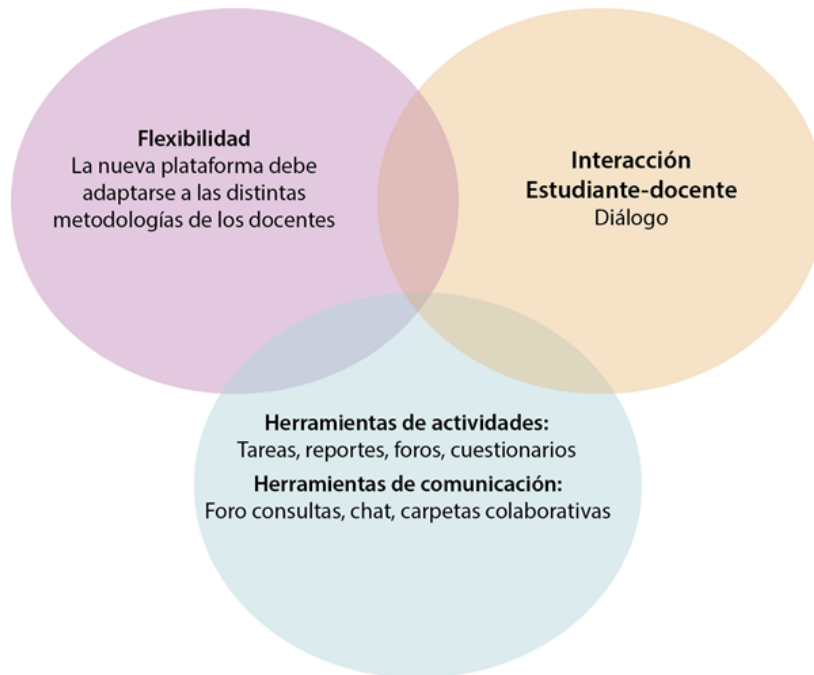 Flexibilidad
La nueva plataforma debe
adaptarse a las distintas
metodologías de los docentes
Interacción
Estudiante-docente
Diálogo
Herramientas de actividades:
Tareas, reportes, foros, cuestionarios
Herramientas de comunicación:
Foro consultas, chat, carpetas colaborativas